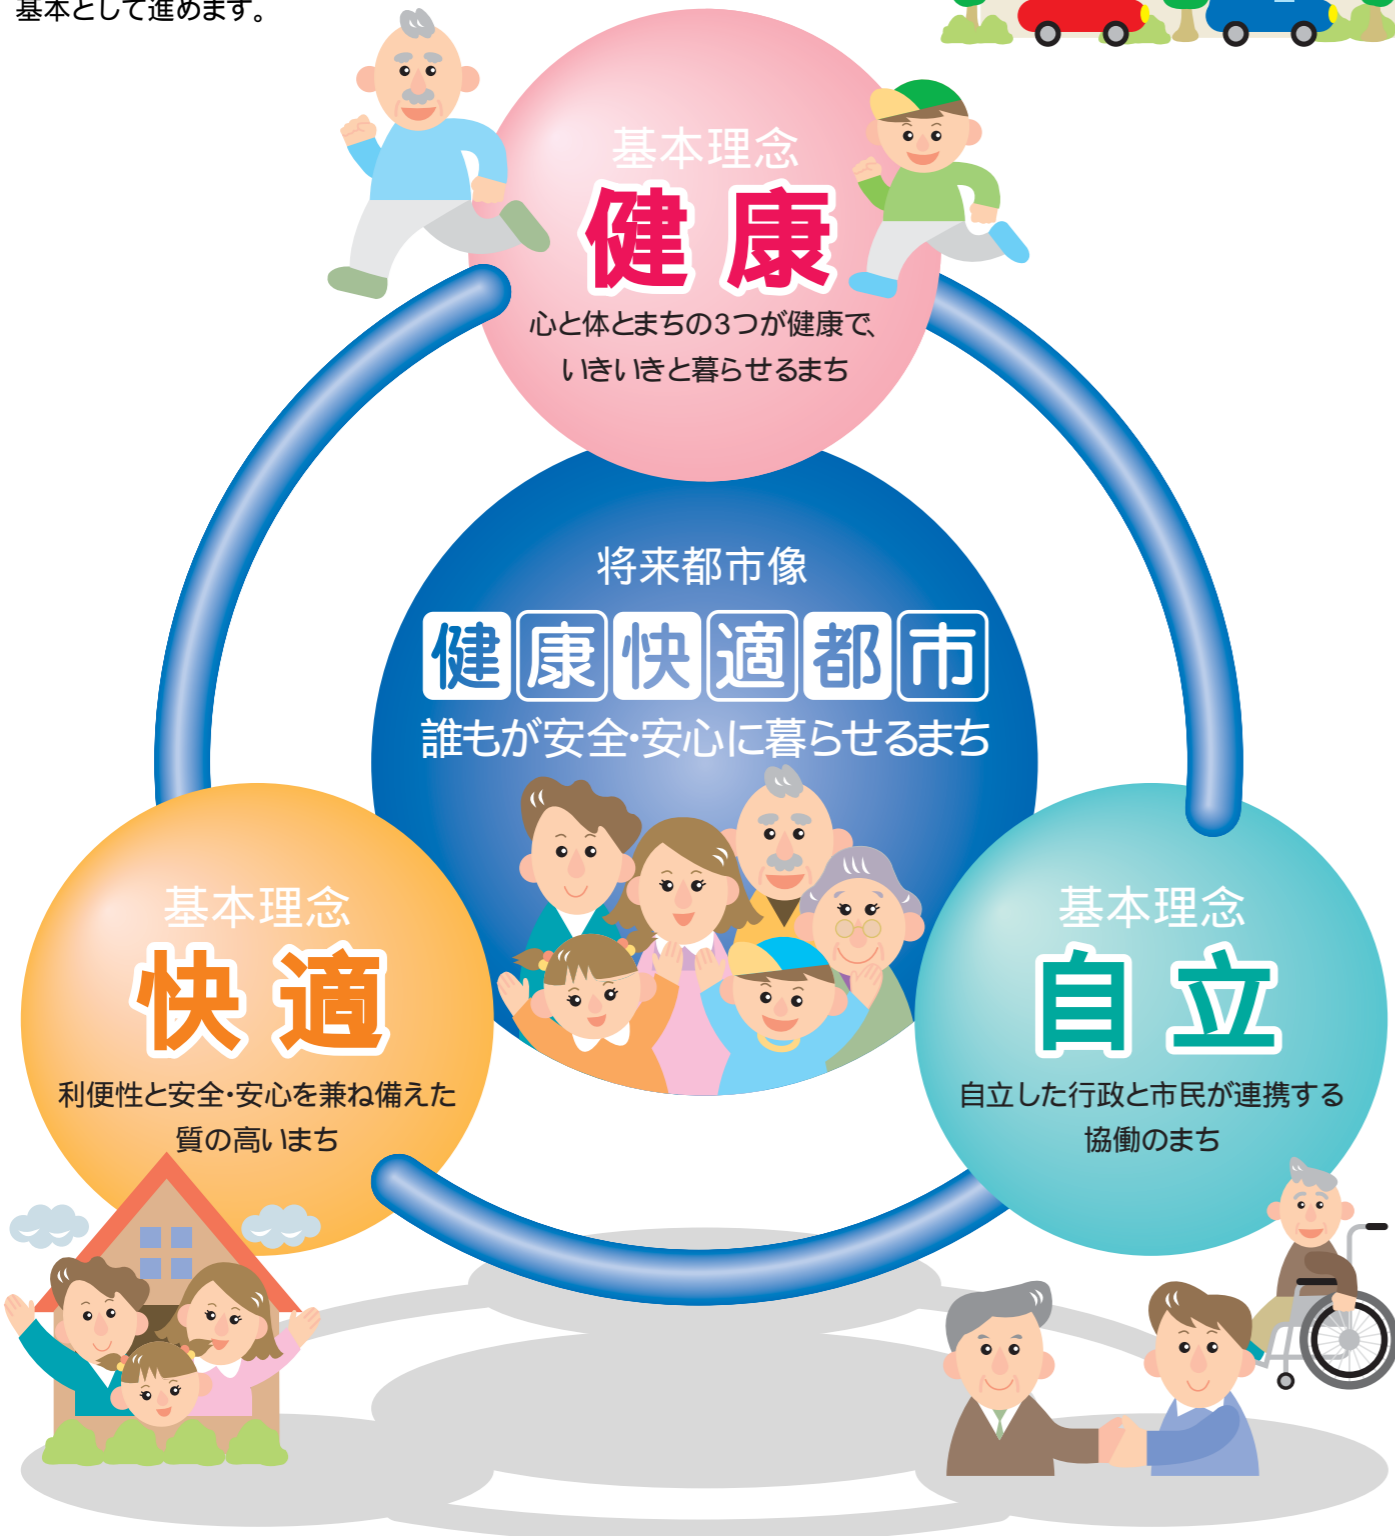 基本として進めます。
基本理念
健康
心と体とまちの3つが健康で、
いきいきと暮らせるまち
将来都市像
健康快適都市
誰もが安全・安心に暮らせるまち
基本理念
快適
利便性と安全・安心を兼ね備えた
質の高いまち
基本理念
自立
自立した行政と市民が連携する
協働のまち